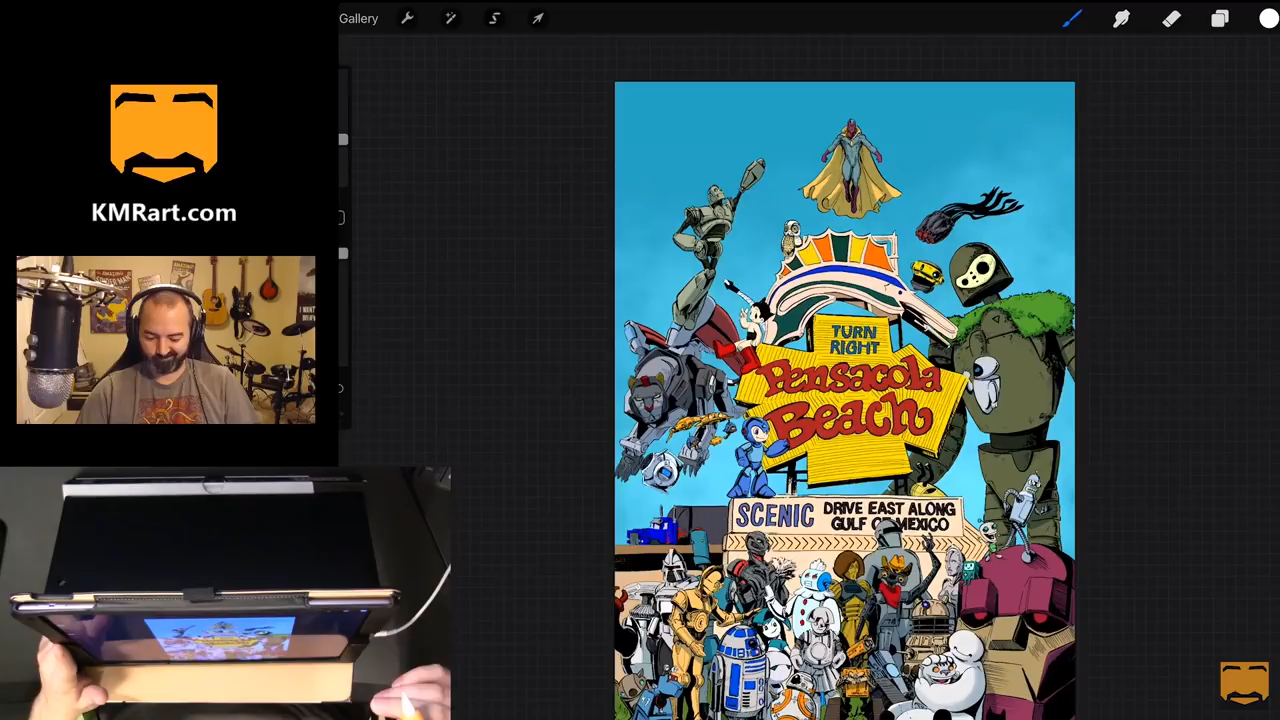 Gallery
KMRart.com
TURN
RIGHT
Pensacola
Beach
SCENIC
DRIVE EAST ALONG
GULF OF MEXICO